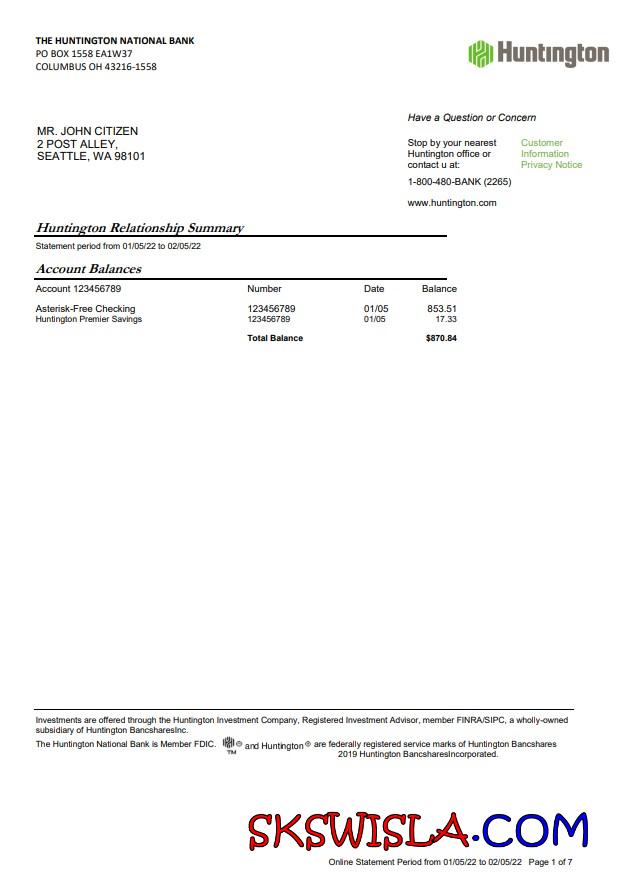 THE HUNTINGTON NATIONAL BANK
PO BOX 1558 EA1W37
COLUMBUS OH 43216-1558
Huntington
Have a Question or Concern
MR. JOHN CITIZEN
2 POST ALLEY,
SEATTLE, WA 98101
Stop by your nearest
Huntington office or
contact u at:
1-800-480-BANK (2265)
www.huntington.com
Customer
Information
Privacy Notice
Huntington Relationship Summary
Statement period from 01/05/22 to 02/05/22
Account Balances
Account 123456789 Number Date Balance
Asterisk-Free Checking 123456789 01/05 853.51
Huntington Premier Savings 123456789 01/05 17.33
Total Balance $870.84
Investments are offered through the Huntington Investment Company, Registered Investment Advisor, member FINRA/SIPC, a wholly-owned
subsidiary of Huntington BancsharesInc.
The Huntington National Bank is Member FDIC. TM ® and Huntington ® are federally registered service marks of Huntington Bancshares
2019 Huntington BancsharesIncorporated.
SKSWISLA.COM
Online Statement Period from 01/05/22 to 02/05/22 Page 1 of 7